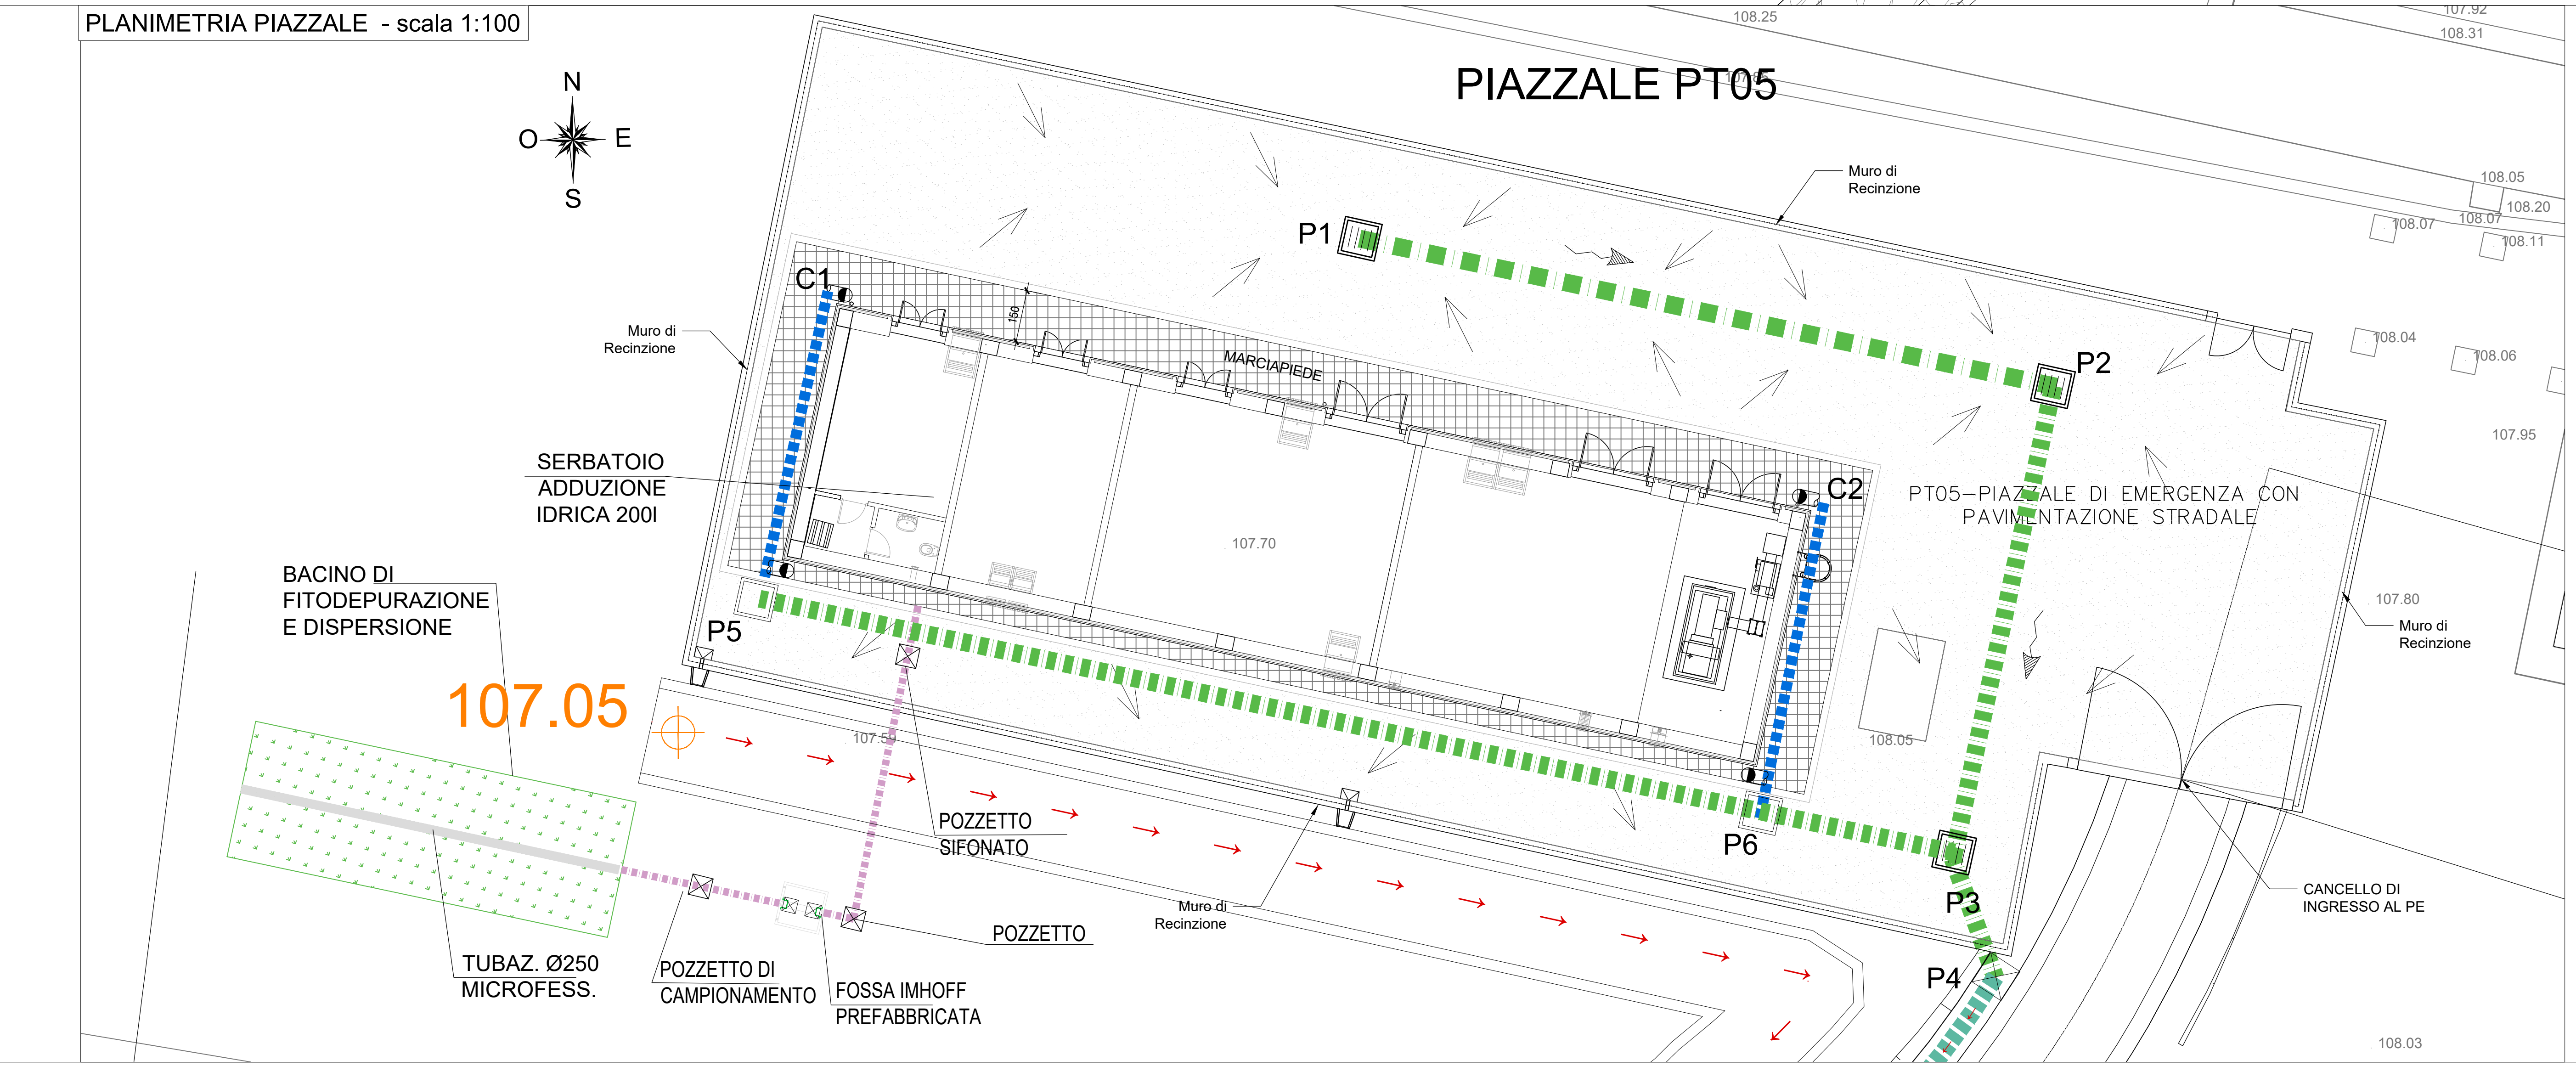 PLANIMETRIA PIAZZALE - scala 1:100
108.25
107.92
108.31
PIAZZALE PT05
N
O
E
S
Muro di
Recinzione
108.05
108.20
108.07
108.07
108.11
P1
C1
150
Muro di
Recinzione
MARCIAPIEDE
P2
108.04
108.06
107.95
SERBATOIO
ADDUZIONE
IDRICA 200l
C2
PT05-PIAZZALE DI EMERGENZA CON
PAVIMENTAZIONE STRADALE
107.70
BACINO DI
FITODEPURAZIONE
E DISPERSIONE
P5
107.80
Muro di
Recinzione
107.05
107.59
108.05
POZZETTO
SIFONATO
P6
P3
CANCELLO DI
INGRESSO AL PE
Muro di
Recinzione
POZZETTO
TUBAZ. Ø250
MICROFESS.
POZZETTO DI
CAMPIONAMENTO
FOSSA IMHOFF
PREFABBRICATA
P4
108.03